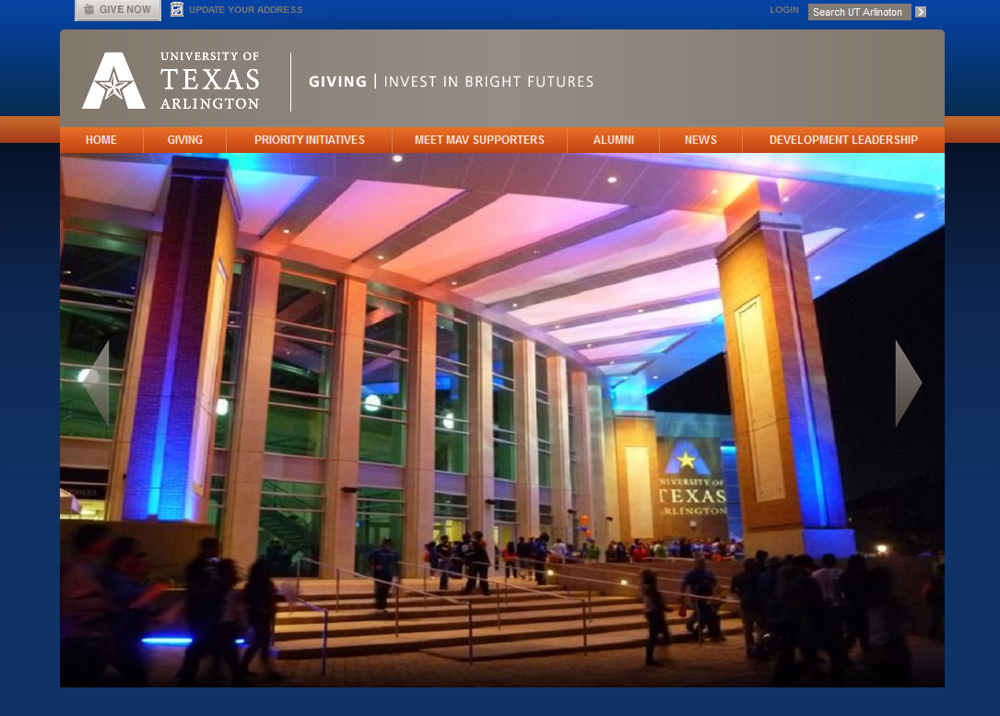 GIVE NOW
UPDATE YOUR ADDRESS
LOGIN
Search UT Arlington
UNIVERSITY OF
TEXAS
ARLINGTON
GIVING | INVEST IN BRIGHT FUTURES
HOME
GIVING
PRIORITY INITIATIVES
MEET MAV SUPPORTERS
ALUMNI
NEWS
DEVELOPMENT LEADERSHIP
UNIVERSITY OF
TEXAS
ARLINGTON